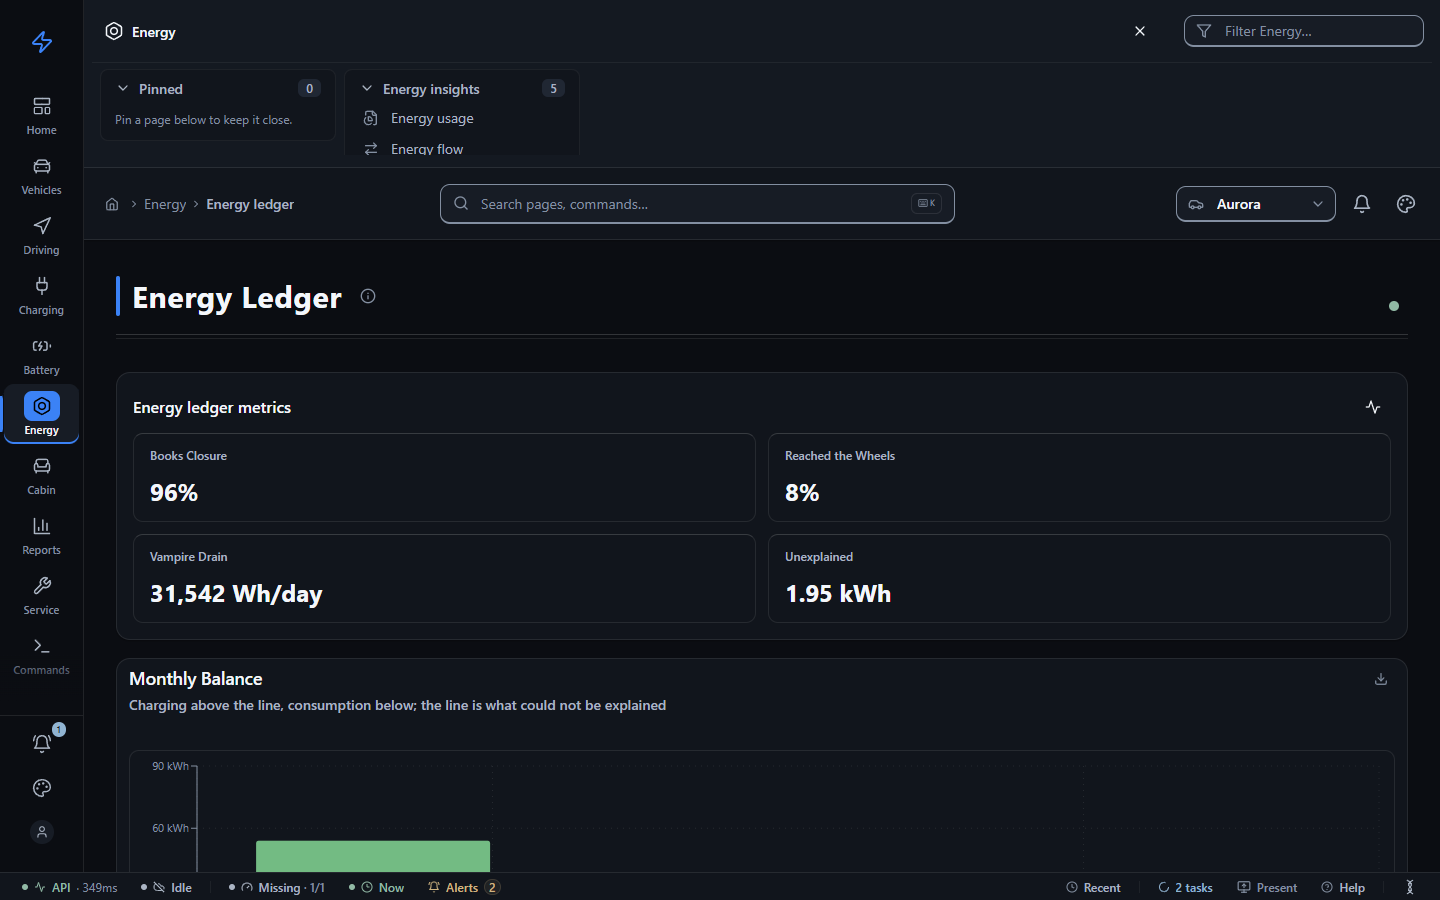 Energy
Filter Energy...
Home
Vehicles
Driving
Charging
Battery
Energy
Cabin
Reports
Service
Commands
1
Pinned
0
Pin a page below to keep it close.
Energy insights
5
Energy usage
Energy flow
Energy
Energy ledger
Search pages, commands...
K
Aurora
Energy Ledger
Energy ledger metrics
Books Closure
96%
Reached the Wheels
8%
Vampire Drain
31,542 Wh/day
Unexplained
1.95 kWh
Monthly Balance
Charging above the line, consumption below; the line is what could not be explained
90 kWh
60 kWh
API · 349ms
Idle
Missing · 1/1
Now
Alerts 2
Recent
2 tasks
Present
Help